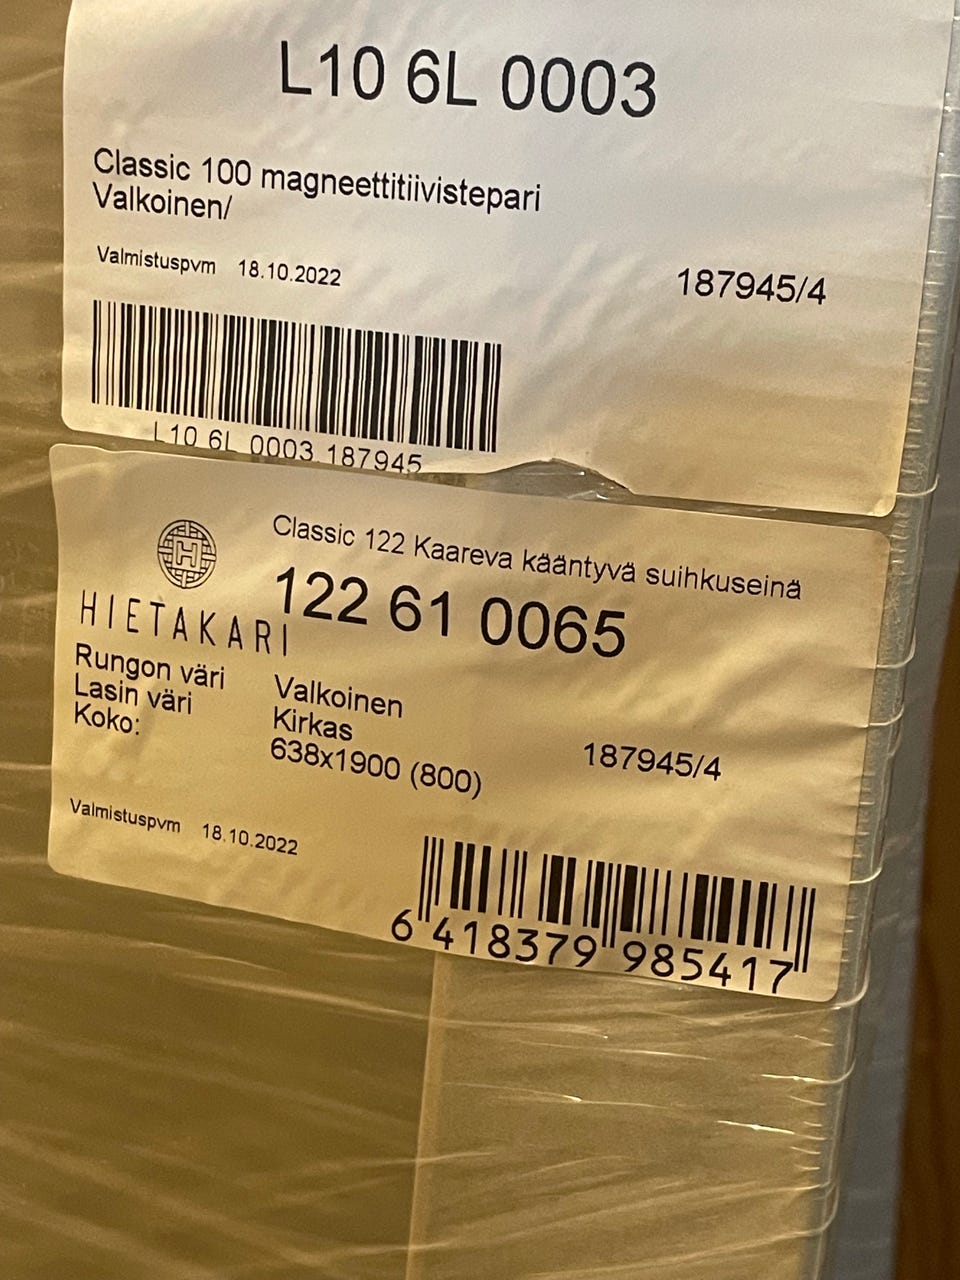 L10 6L 0003
Classic 100 magneettitiivistepari
Valkoinen/
Valmistuspvm 18.10.2022
187945/4
L10 6L 0003 187945
H
HIETAKARI
Classic 122 Kaareva kääntyvä suihkuseinä
122 61 0065
Rungon väri Valkoinen
Lasin väri Kirkas
Koko: 638x1900 (800)
187945/4
Valmistuspvm 18.10.2022
6 418379 985417